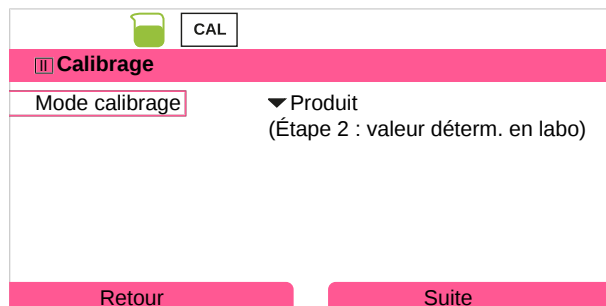 CAL
Calibrage
Mode calibrage
Produit
(Étape 2 : valeur déterm. en labo)
Retour
Suite